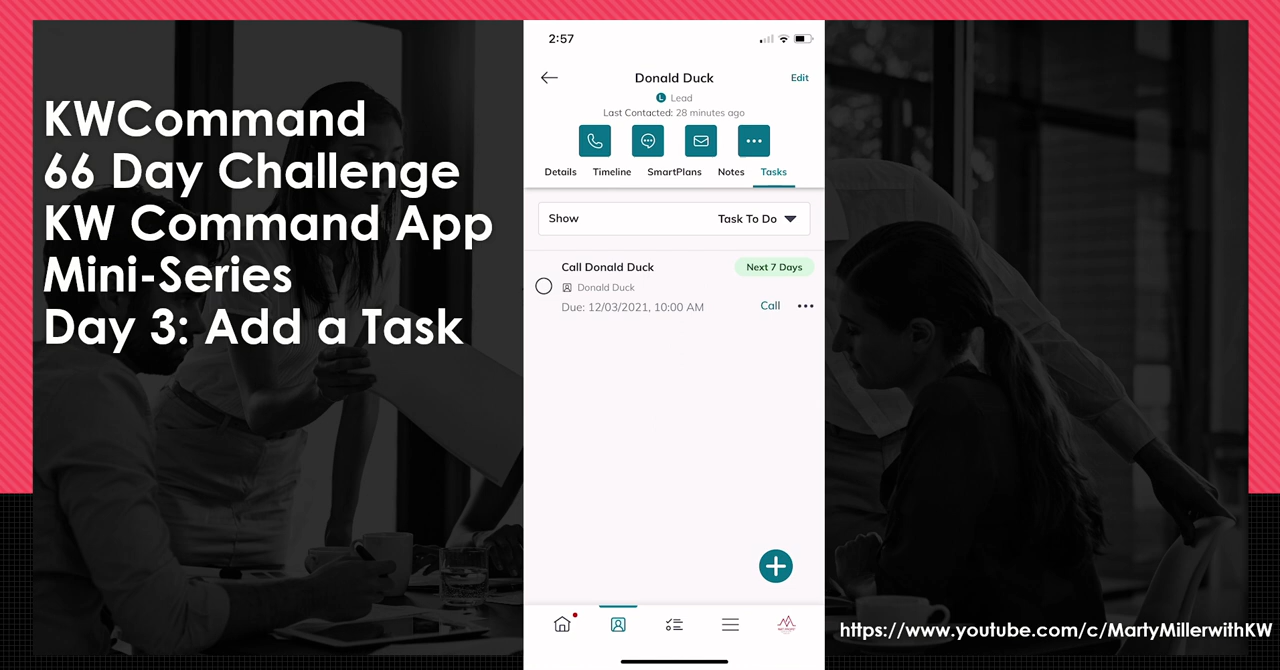 KWCommand
66 Day Challenge
KW Command App
Mini-Series
Day 3: Add a Task
2:57
Donald Duck
Edit
L Lead
Last Contacted: 28 minutes ago
Details Timeline SmartPlans Notes Tasks
Show Task To Do
Call Donald Duck Next 7 Days
Donald Duck
Due: 12/03/2021, 10:00 AM Call
https://www.youtube.com/c/MartyMillerwithKW